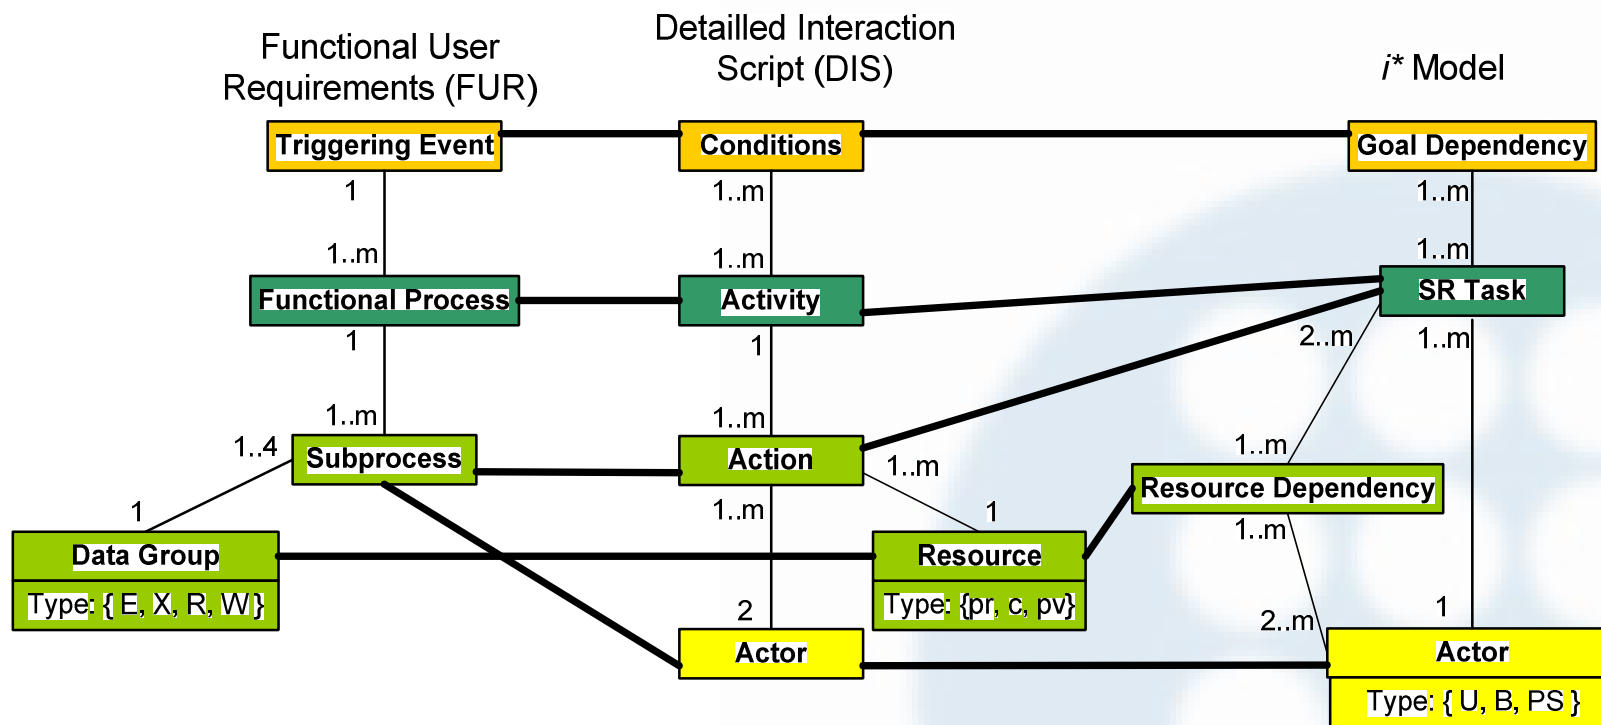 Functional User
Requirements (FUR)
Detailled Interaction
Script (DIS)
i* Model
Triggering Event
Conditions
Goal Dependency
1
1..m
1..m
1..m
1..m
1..m
Functional Process
Activity
SR Task
1
1
2..m
1..m
1..m
1..m
1..4
1..m
1..m
Subprocess
Action
Resource Dependency
1
1..m
1
1..m
Data Group
Resource
Type: { E, X, R, W }
Type: {pr, c, pv}
2
2..m
1
Actor
Actor
Type: { U, B, PS }